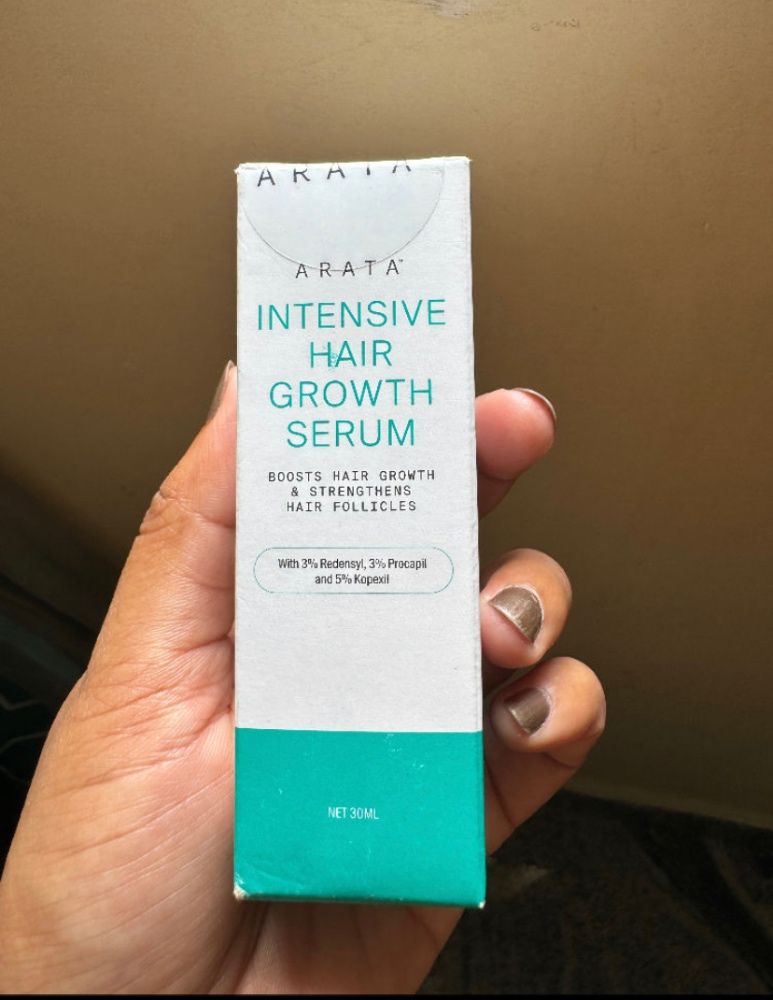 ARATA
ARATA™
INTENSIVE
HAIR
GROWTH
SERUM
BOOSTS HAIR GROWTH
& STRENGTHENS
HAIR FOLLICLES
With 3% Redensyl, 3% Procapil
and 5% Kopexil
NET 30ML